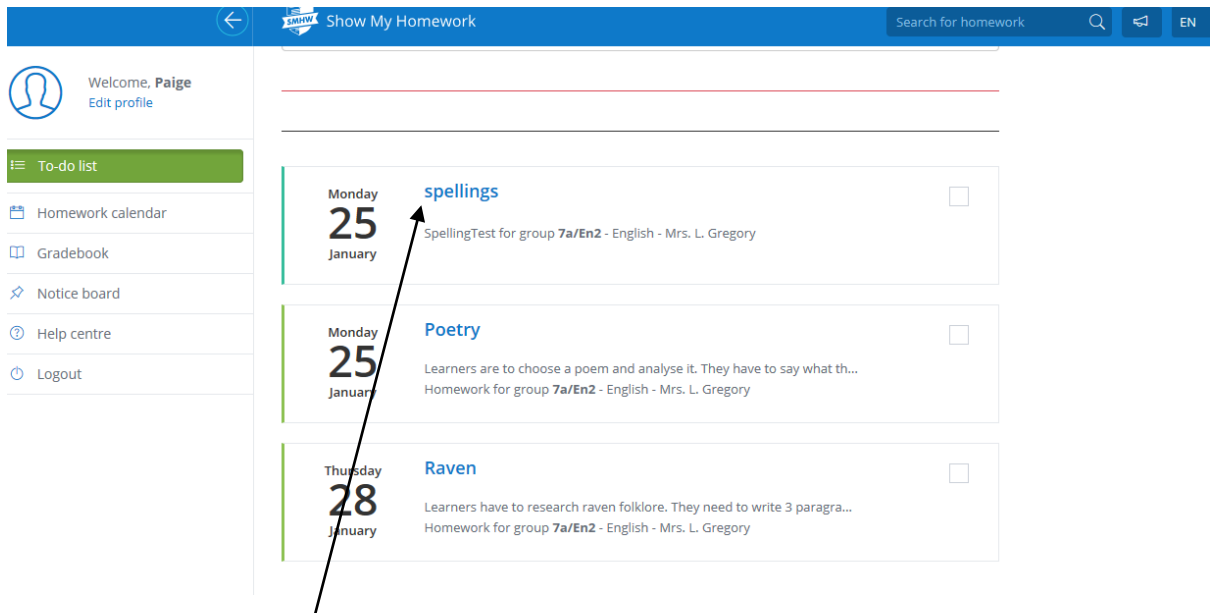 SMHW
Show My Homework
Search for homework
EN
Welcome, Paige
Edit profile
To-do list
Homework calendar
Gradebook
Notice board
Help centre
Logout
Monday
25
January
spellings
SpellingTest for group 7a/En2 - English - Mrs. L. Gregory
Monday
25
January
Poetry
Learners are to choose a poem and analyse it. They have to say what th...
Homework for group 7a/En2 - English - Mrs. L. Gregory
Thursday
28
January
Raven
Learners have to research raven folklore. They need to write 3 paragra...
Homework for group 7a/En2 - English - Mrs. L. Gregory